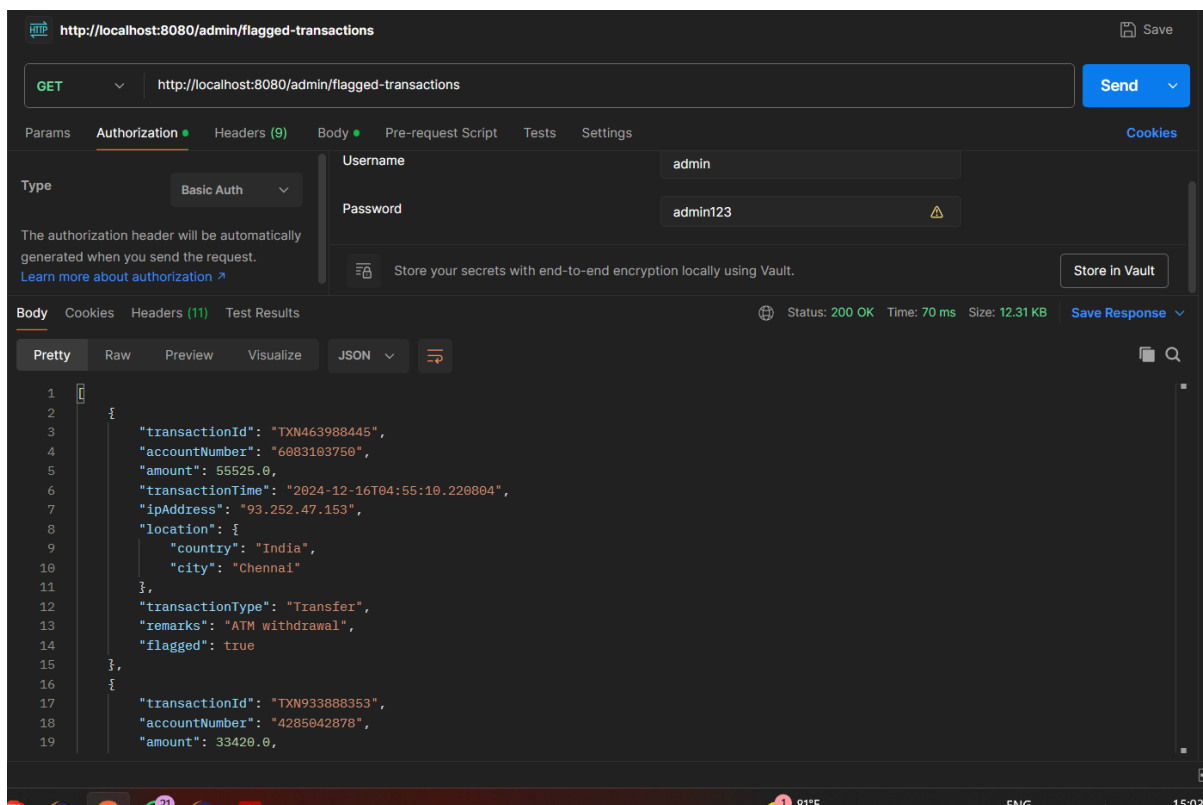 HTTP http://localhost:8080/admin/flagged-transactions Save
GET http://localhost:8080/admin/flagged-transactions Send
Params Authorization Headers (9) Body Pre-request Script Tests Settings Cookies
Username admin
Type Basic Auth
Password admin123
The authorization header will be automatically
generated when you send the request.
Learn more about authorization ↗
Store your secrets with end-to-end encryption locally using Vault. Store in Vault
Body Cookies Headers (11) Test Results Status: 200 OK Time: 70 ms Size: 12.31 KB Save Response
Pretty Raw Preview Visualize JSON
1 [
2 {
3 "transactionId": "TXN463988445",
4 "accountNumber": "6083103750",
5 "amount": 55525.0,
6 "transactionTime": "2024-12-16T04:55:10.220804",
7 "ipAddress": "93.252.47.153",
8 "location": {
9 "country": "India",
10 "city": "Chennai"
11 },
12 "transactionType": "Transfer",
13 "remarks": "ATM withdrawal",
14 "flagged": true
15 },
16 {
17 "transactionId": "TXN933888353",
18 "accountNumber": "4285042878",
19 "amount": 33420.0,
21 1 81°F ENG 15:02